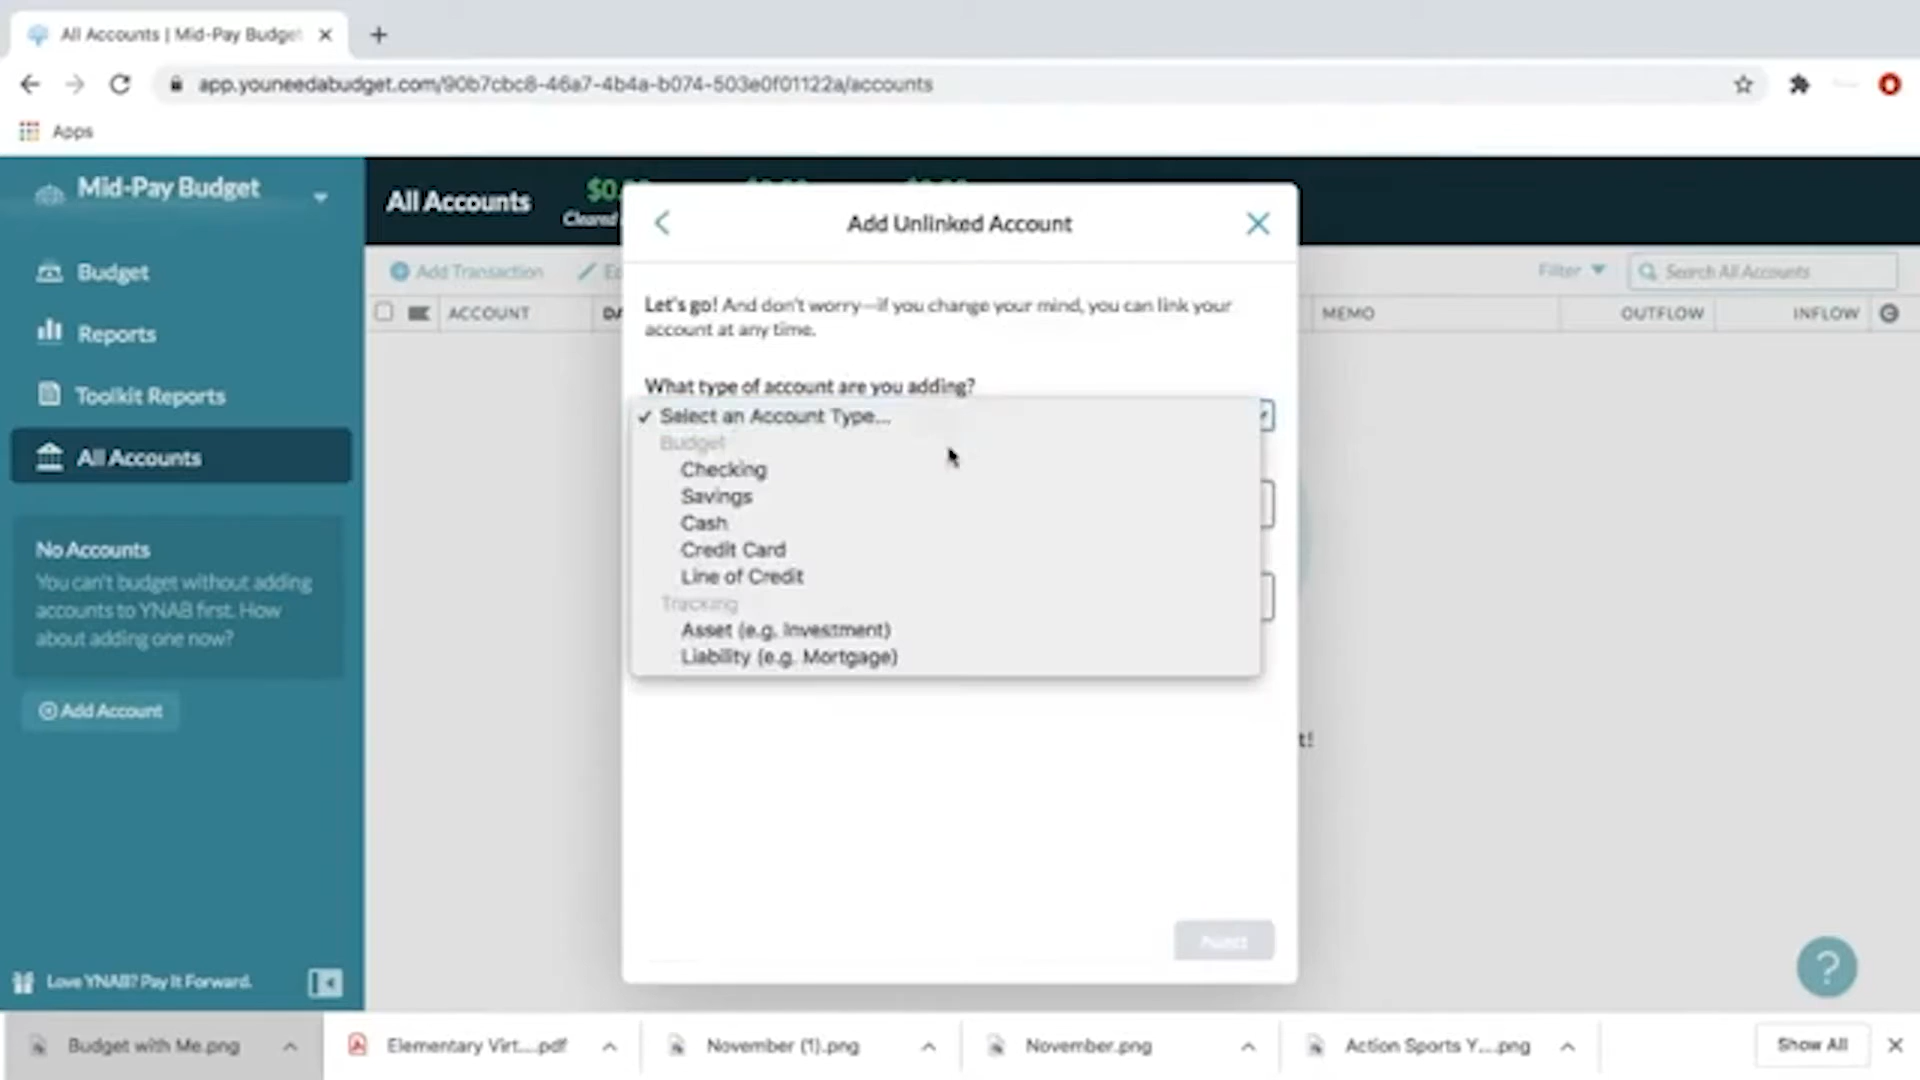 All Accounts | Mid-Pay Budget
app.youneedabudget.com/90b7cbc8-46a7-4b4a-b074-503e0f01122a/accounts
Apps
Mid-Pay Budget
Budget
Reports
Toolkit Reports
All Accounts
No Accounts
You can't budget without adding
accounts to YNAB first. How
about adding one now?
Add Account
Love YNAB? Pay It Forward.
All Accounts
$0.
Cleared
Add Transaction
Filter
Search All Accounts
ACCOUNT
MEMO
OUTFLOW
INFLOW
Add Unlinked Account
Let's go! And don't worry—if you change your mind, you can link your
account at any time.
What type of account are you adding?
✓ Select an Account Type...
Budget
Checking
Savings
Cash
Credit Card
Line of Credit
Tracking
Asset (e.g. Investment)
Liability (e.g. Mortgage)
t!
Next
?
Budget with Me.png
Elementary Virt....pdf
November (1).png
November.png
Action Sports Y....png
Show All